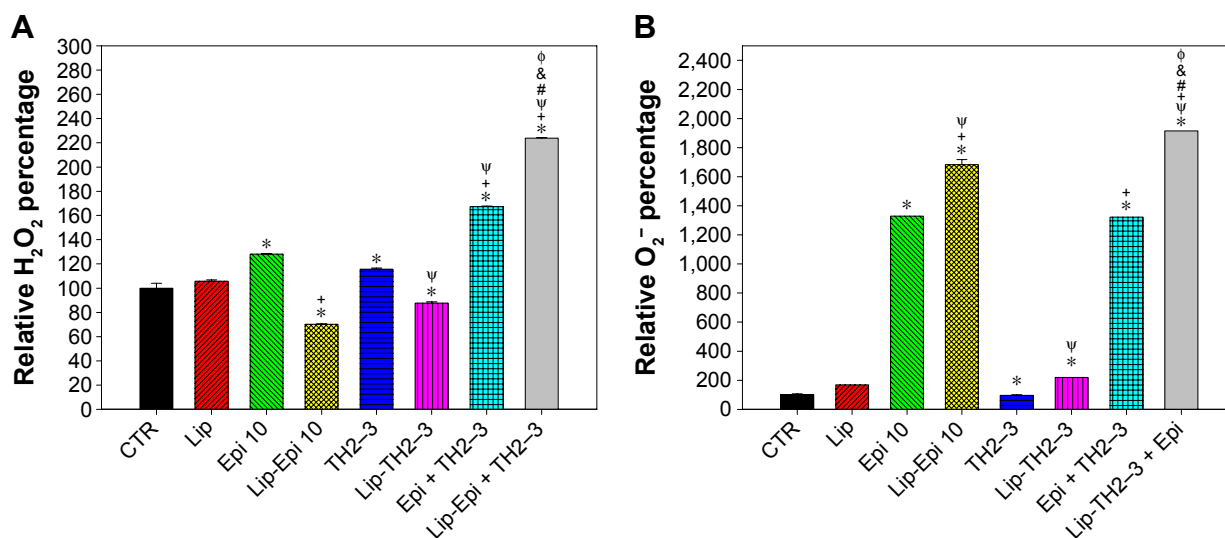 A
Relative H₂O₂ percentage
300
280
260
240
220
200
180
160
140
120
100
80
60
40
20
0
*
+
*
*
ψ
*
ψ
+
*
ϕ
&
#
ψ
+
*
CTR
Lip
Epi 10
Lip-Epi 10
TH2–3
Lip-TH2–3
Epi + TH2–3
Lip-Epi + TH2–3
B
Relative O₂⁻ percentage
2,400
2,200
2,000
1,800
1,600
1,400
1,200
1,000
800
600
400
200
0
*
ψ
+
*
*
ψ
*
+
*
ϕ
&
#
+
ψ
*
CTR
Lip
Epi 10
Lip-Epi 10
TH2–3
Lip-TH2–3
Epi + TH2–3
Lip-TH2–3 + Epi